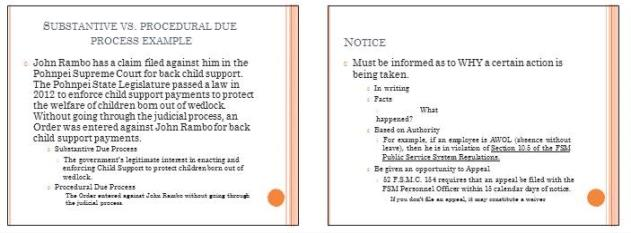 SUBSTANTIVE VS. PROCEDURAL DUE
PROCESS EXAMPLE
John Rambo has a claim filed against him in the
Pohnpei Supreme Court for back child support.
The Pohnpei State Legislature passed a law in
2012 to enforce child support payments to protect
the welfare of children born out of wedlock.
Without going through the judicial process, an
Order was entered against John Rambo for back
child support payments.
Substantive Due Process
The government's legitimate interest in enacting and
enforcing Child Support to protect children born out of
wedlock.
Procedural Due Process
The Order entered against John Rambo without going through
the judicial process.
NOTICE
Must be informed as to WHY a certain action is
being taken.
In writing
Facts
What
happened?
Based on Authority
For example, if an employee is AWOL (absence without
leave), then he is in violation of Section 10.5 of the FSM
Public Service System Regulations.
Be given an opportunity to Appeal
52 F.S.M.C. 154 requires that an appeal be filed with the
FSM Personnel Officer within 15 calendar days of notice.
If you don't file an appeal, it may constitute a waiver